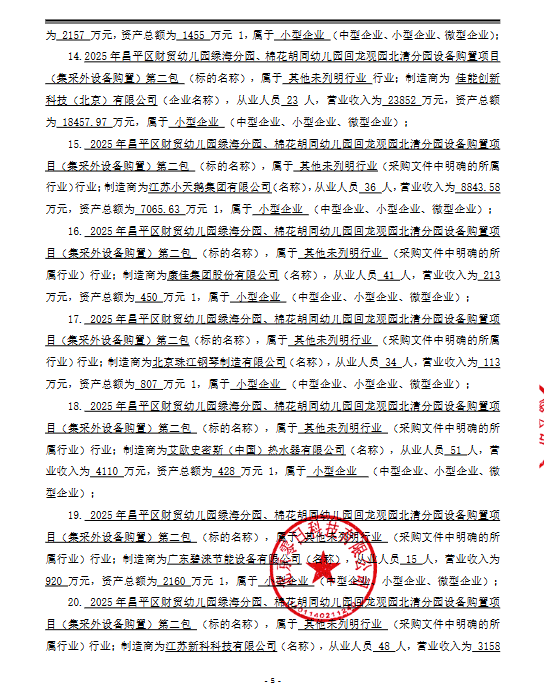 为 2157 万元，资产总额为 1455 万元 1，属于 小型企业（中型企业、小型企业、微型企业）；
14. 2025 年昌平区财贸幼儿园绿海分园、棉花胡同幼儿园回龙观园北清分园设备购置项目
（集采外设备购置）第二包 （标的名称），属于 其他未列明行业 行业；制造商为 佳能创新
科技（北京）有限公司（企业名称），从业人员 23 人，营业收入为 23852 万元，资产总额
为 18457.97 万元，属于 小型企业 （中型企业、小型企业、微型企业）；
15. 2025 年昌平区财贸幼儿园绿海分园、棉花胡同幼儿园回龙观园北清分园设备购置项
目（集采外设备购置）第二包 （标的名称），属于 其他未列明行业（采购文件中明确的所属
行业）行业；制造商为江苏小天鹅集团有限公司（名称），从业人员 36 人，营业收入为 8843.58
万元，资产总额为 7065.63 万元 1，属于 小型企业 （中型企业、小型企业、微型企业）；
16. 2025 年昌平区财贸幼儿园绿海分园、棉花胡同幼儿园回龙观园北清分园设备购置项
目（集采外设备购置）第二包 （标的名称），属于 其他未列明行业 （采购文件中明确的所
属行业）行业；制造商为康佳集团股份有限公司（名称），从业人员 41 人，营业收入为 213
万元，资产总额为 450 万元 1，属于 小型企业 （中型企业、小型企业、微型企业）；
17. 2025 年昌平区财贸幼儿园绿海分园、棉花胡同幼儿园回龙观园北清分园设备购置项
目（集采外设备购置）第二包（标的名称），属于 其他未列明行业 （采购文件中明确的所属
行业）行业；制造商为北京珠江钢琴制造有限公司（名称），从业人员 34 人，营业收入为 113
万元，资产总额为 807 万元 1，属于 小型企业 （中型企业、小型企业、微型企业）；
18. 2025 年昌平区财贸幼儿园绿海分园、棉花胡同幼儿园回龙观园北清分园设备购置项
目（集采外设备购置）第二包 （标的名称），属于 其他未列明行业 （采购文件中明确的所
属行业）行业；制造商为艾欧史密斯（中国）热水器有限公司（名称），从业人员 51 人，营
业收入为 4110 万元，资产总额为 428 万元 1，属于 小型企业 （中型企业、小型企业、微
型企业）；
19. 2025 年昌平区财贸幼儿园绿海分园、棉花胡同幼儿园回龙观园北清分园设备购置项
目（集采外设备购置）第二包 （标的名称），属于 其他未列明行业 （采购文件中明确的所
属行业）行业；制造商为广东碧涞节能设备有限公司（名称），从业人员 15 人，营业收入为
920 万元，资产总额为 2160 万元 1，属于 小型企业 （中型企业、小型企业、微型企业）；
20. 2025 年昌平区财贸幼儿园绿海分园、棉花胡同幼儿园回龙观园北清分园设备购置项
目（集采外设备购置）第二包 （标的名称），属于 其他未列明行业 （采购文件中明确的所
属行业）行业；制造商为江苏新科科技有限公司（名称），从业人员 48 人，营业收入为 3158
零日科技有限公司
- 5 -